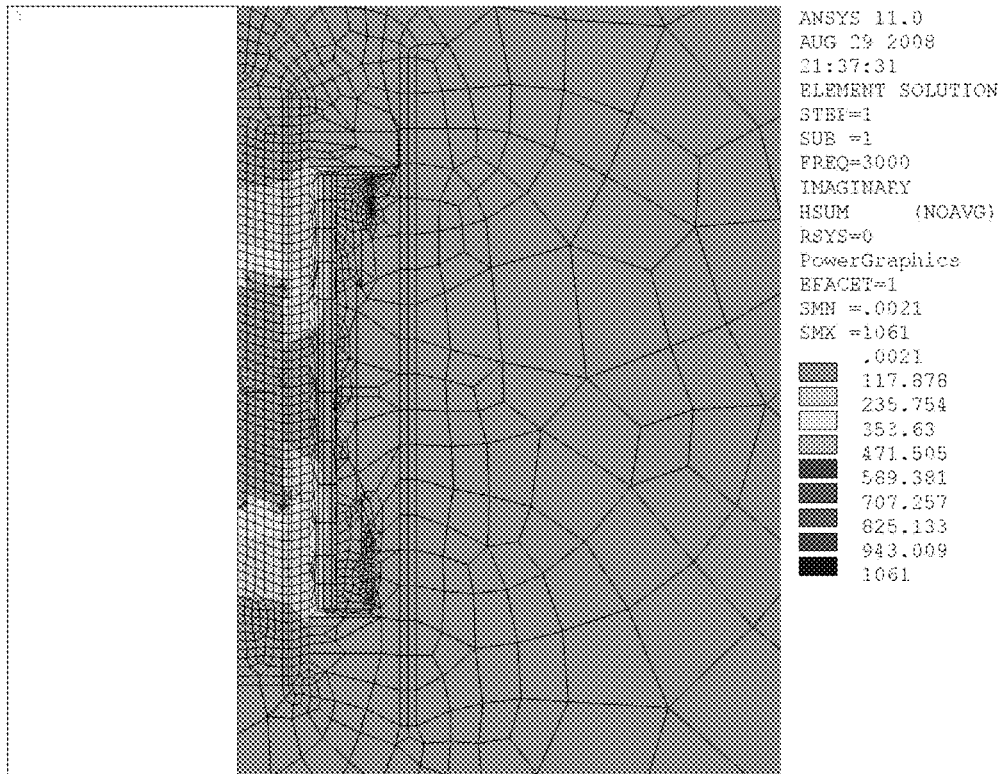 ANSYS 11.0
AUG 29 2008
21:37:31
ELEMENT SOLUTION
STEP=1
SUB =1
FREQ=3000
IMAGINARY
HSUM (NOAVG)
RSYS=0
PowerGraphics
EFACET=1
SMN =.0021
SMX =1061
.0021
117.878
235.754
353.63
471.505
589.381
707.257
825.133
943.009
1061